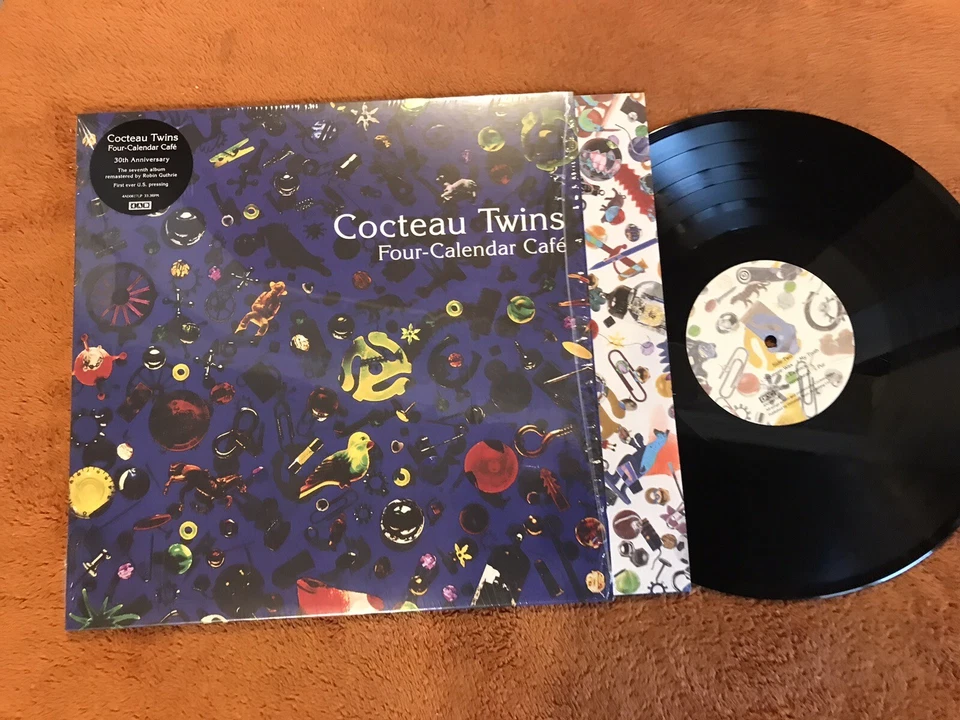 Cocteau Twins
Four-Calendar Café
30th Anniversary
The seventh album
remastered by Robin Guthrie
First ever U.S. pressing
4AD
Cocteau Twins
Four-Calendar Café